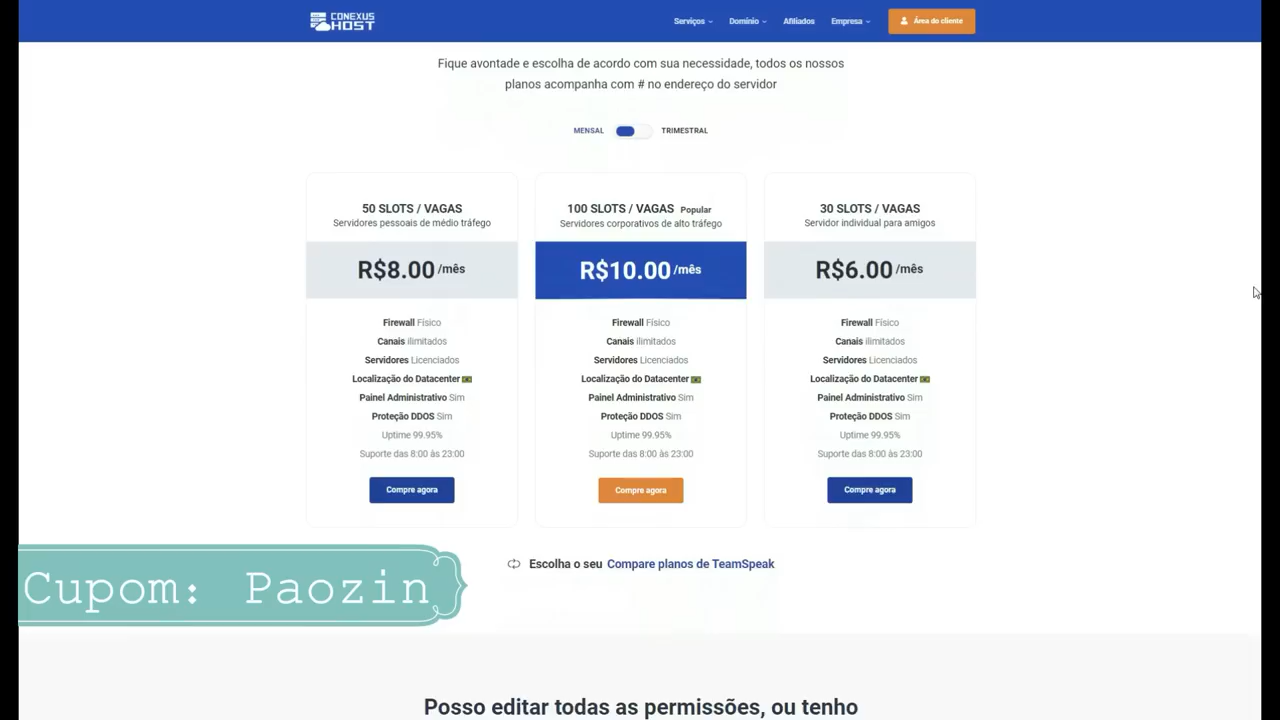 CONEXUS
HOST
Serviços
Domínio
Afiliados
Empresa
Área do cliente
Fique avontade e escolha de acordo com sua necessidade, todos os nossos
planos acompanha com # no endereço do servidor
MENSAL
TRIMESTRAL
50 SLOTS / VAGAS
Servidores pessoais de médio tráfego
R$8.00 /mês
Firewall Físico
Canais ilimitados
Servidores Licenciados
Localização do Datacenter
Painel Administrativo Sim
Proteção DDOS Sim
Uptime 99.95%
Suporte das 8:00 às 23:00
Compre agora
100 SLOTS / VAGAS Popular
Servidores corporativos de alto tráfego
R$10.00 /mês
Firewall Físico
Canais ilimitados
Servidores Licenciados
Localização do Datacenter
Painel Administrativo Sim
Proteção DDOS Sim
Uptime 99.95%
Suporte das 8:00 às 23:00
Compre agora
30 SLOTS / VAGAS
Servidor individual para amigos
R$6.00 /mês
Firewall Físico
Canais ilimitados
Servidores Licenciados
Localização do Datacenter
Painel Administrativo Sim
Proteção DDOS Sim
Uptime 99.95%
Suporte das 8:00 às 23:00
Compre agora
Escolha o seu Compare planos de TeamSpeak
Cupom: Paozin
Posso editar todas as permissões, ou tenho